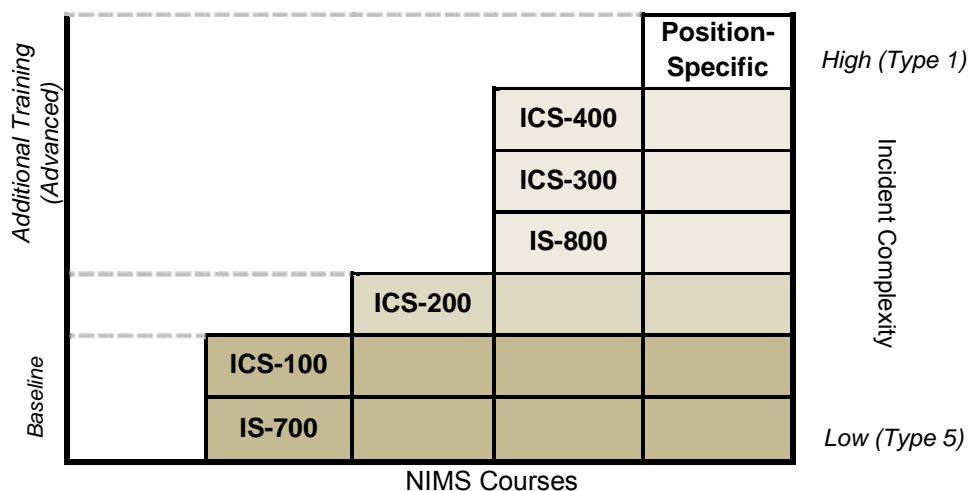 Position-
Specific
High (Type 1)
Additional Training
(Advanced)
ICS-400
ICS-300
IS-800
Incident Complexity
ICS-200
ICS-100
Baseline
IS-700
Low (Type 5)
NIMS Courses